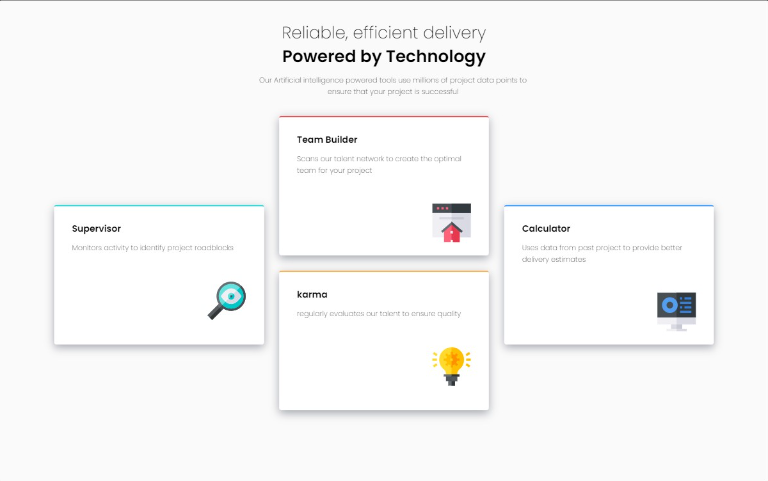 Reliable, efficient delivery
Powered by Technology
Our Artificial intelligence powered tools use millions of project data points to
ensure that your project is successful
Team Builder
Scans our talent network to create the optimal
team for your project
Supervisor
Monitors activity to identify project roadblocks
Calculator
Uses data from past project to provide better
delivery estimates
karma
regularly evaluates our talent to ensure quality